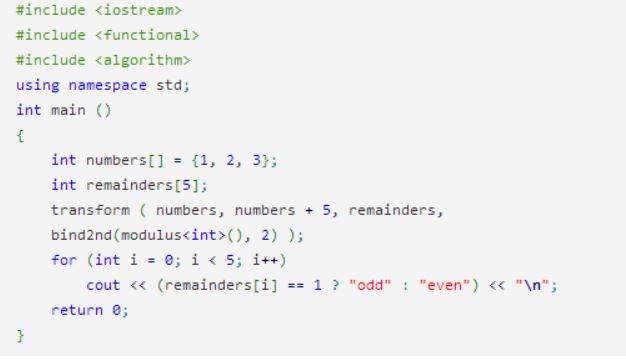 #include <iostream>
#include <functional>
#include <algorithm>
using namespace std;
int main ()
{
    int numbers[] = {1, 2, 3};
    int remainders[5];
    transform ( numbers, numbers + 5, remainders,
    bind2nd(modulus<int>(), 2) );
    for (int i = 0; i < 5; i++)
        cout << (remainders[i] == 1 ? "odd" : "even") << "\n";
    return 0;
}